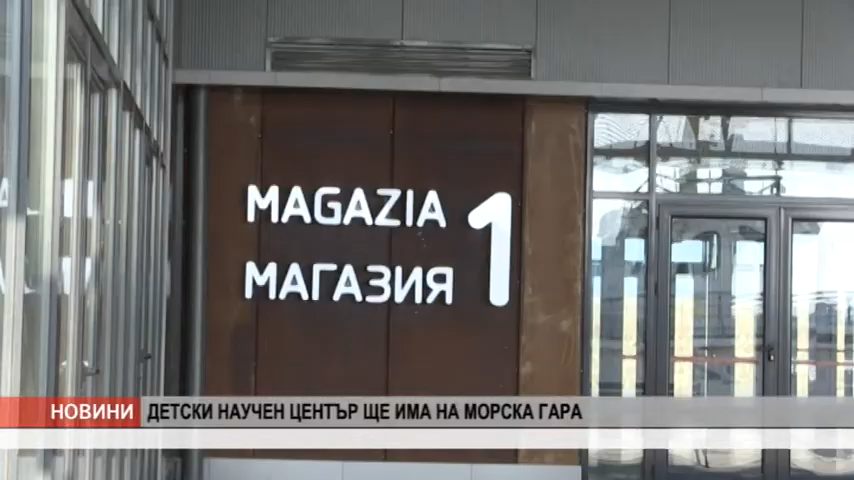 MAGAZIA
МАГАЗИЯ
1
НОВИНИ
ДЕТСКИ НАУЧЕН ЦЕНТЪР ЩЕ ИМА НА МОРСКА ГАРА